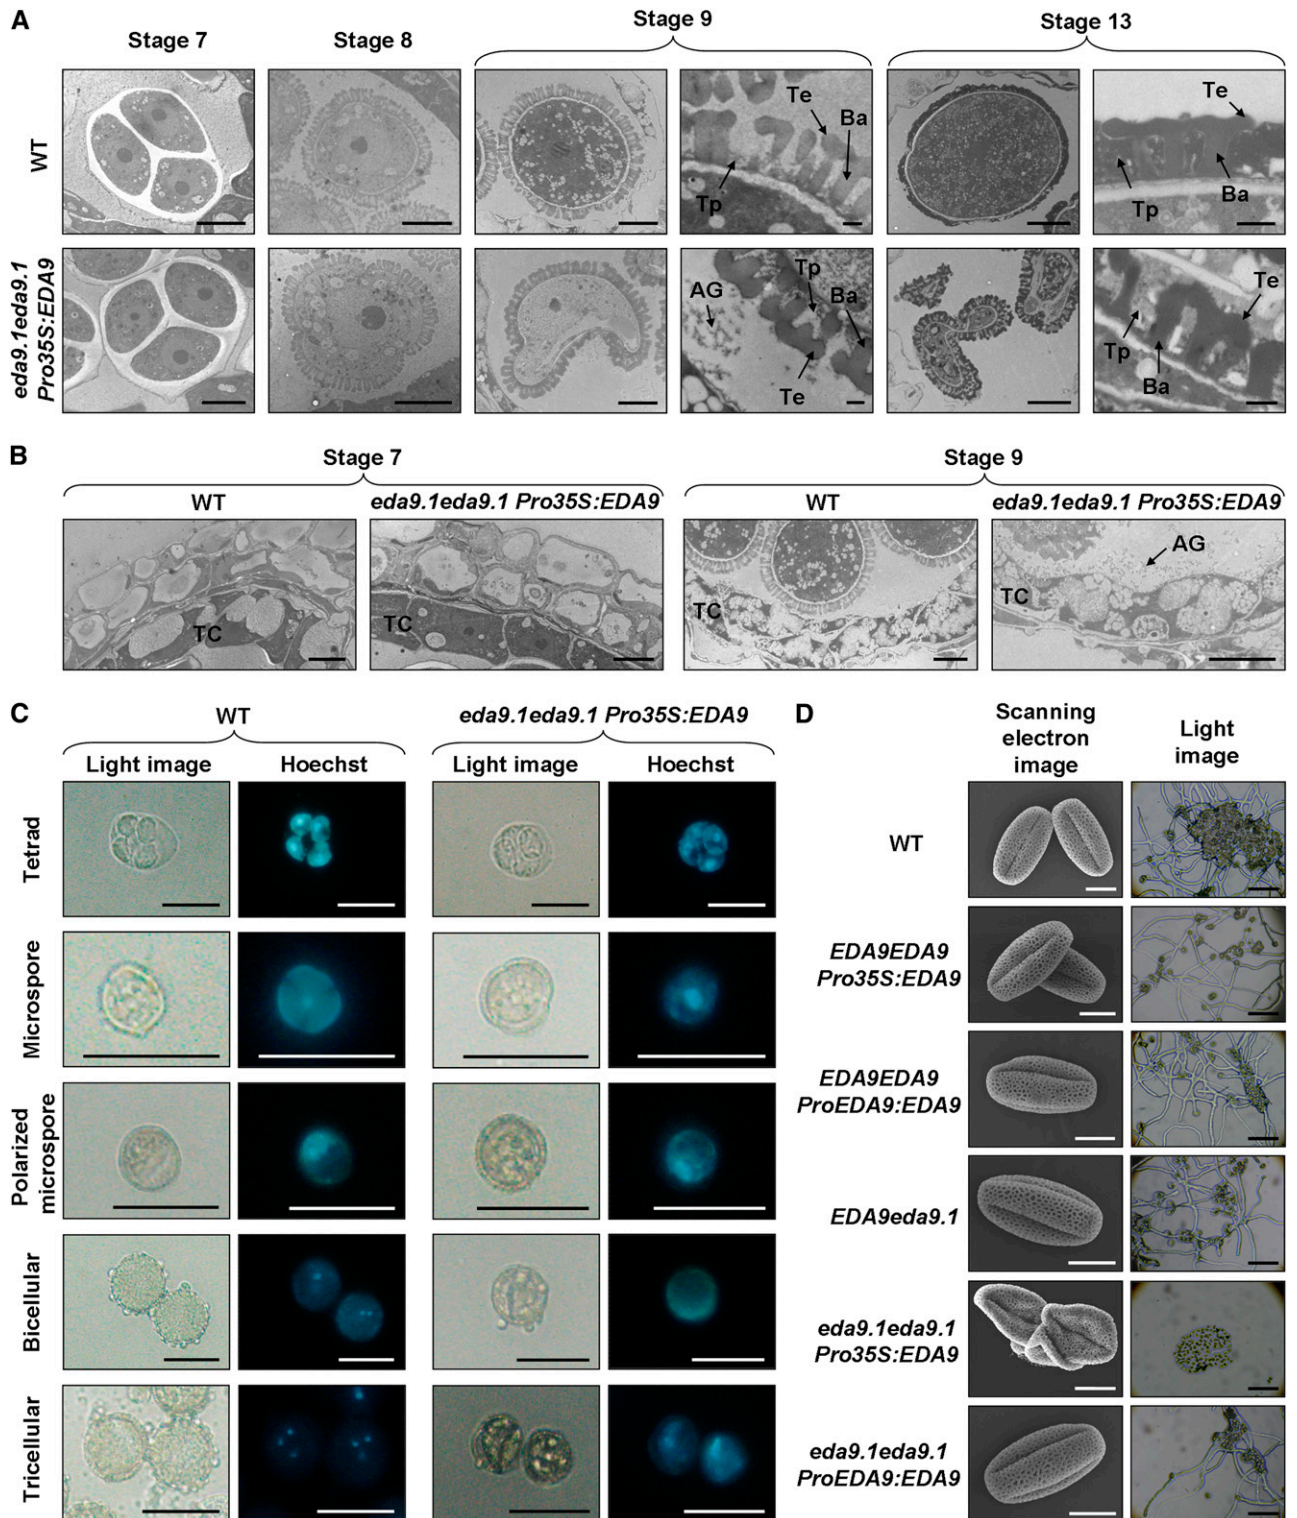 A
Stage 7
Stage 8
Stage 9
Stage 13
WT
Te
Ba
Tp
Te
Tp
Ba
eda9.1eda9.1
Pro35S:EDA9
AG
Tp
Ba
Te
Te
Tp
Ba
B
Stage 7
Stage 9
WT
eda9.1eda9.1 Pro35S:EDA9
WT
eda9.1eda9.1 Pro35S:EDA9
TC
TC
TC
AG
TC
C
WT
eda9.1eda9.1 Pro35S:EDA9
Light image
Hoechst
Light image
Hoechst
Tetrad
Microspore
Polarized
microspore
Bicellular
Tricellular
D
Scanning
electron
image
Light
image
WT
EDA9EDA9
Pro35S:EDA9
EDA9EDA9
ProEDA9:EDA9
EDA9eda9.1
eda9.1eda9.1
Pro35S:EDA9
eda9.1eda9.1
ProEDA9:EDA9